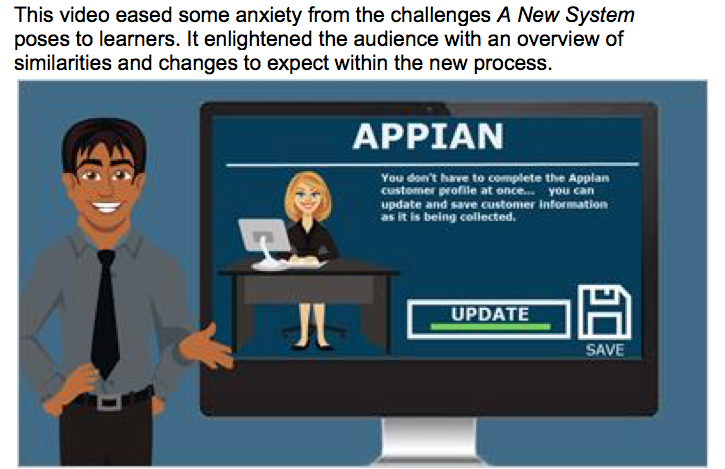 This video eased some anxiety from the challenges A New System
poses to learners. It enlightened the audience with an overview of
similarities and changes to expect within the new process.
APPIAN
You don't have to complete the Appian
customer profile at once... you can
update and save customer information
as it is being collected.
UPDATE
SAVE